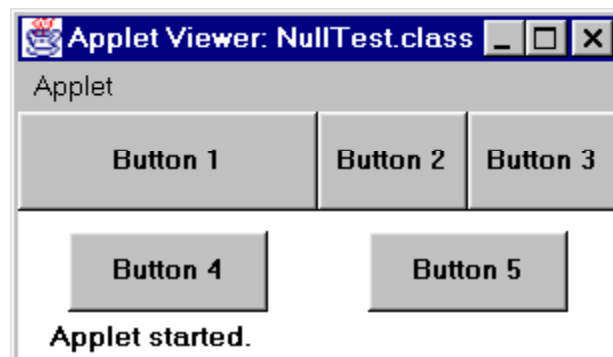 Applet Viewer: NullTest.class
Applet
Button 1 Button 2 Button 3
Button 4 Button 5
Applet started.